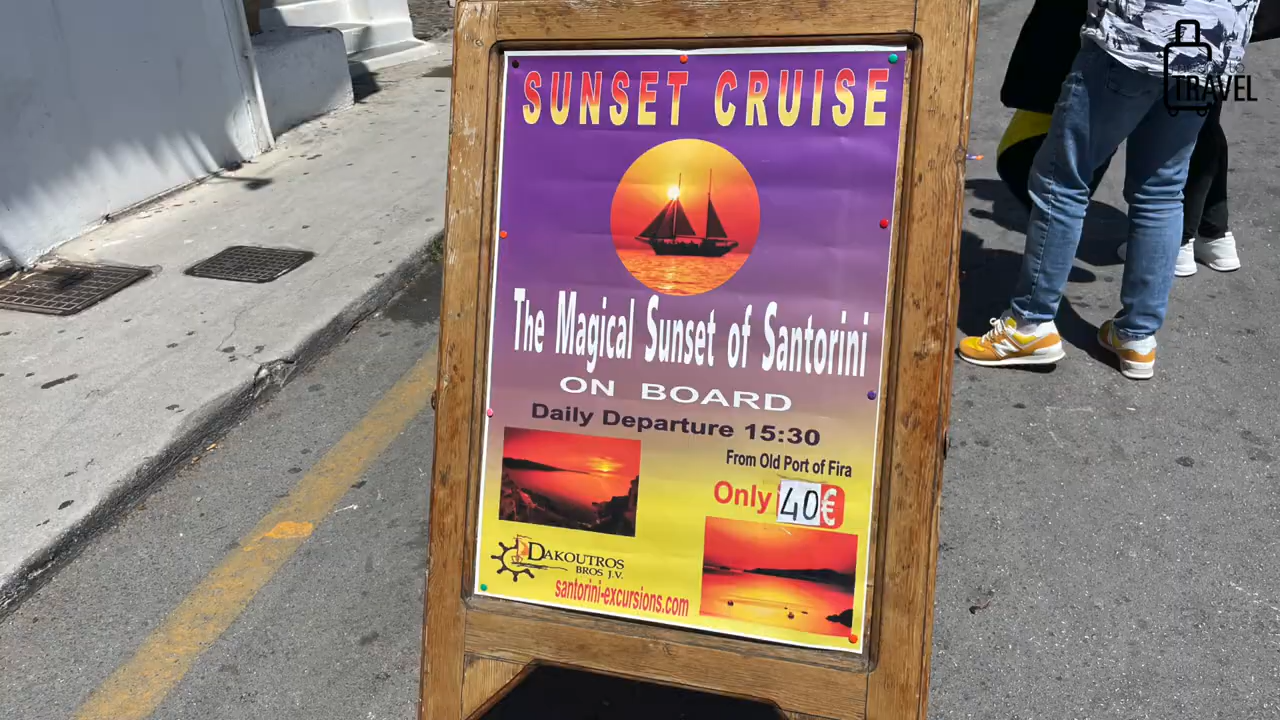 SUNSET CRUISE
The Magical Sunset of Santorini
ON BOARD
Daily Departure 15:30
From Old Port of Fira
Only 40€
DAKOUTROS
BROS J.V.
santorini-excursions.com
TRAVEL